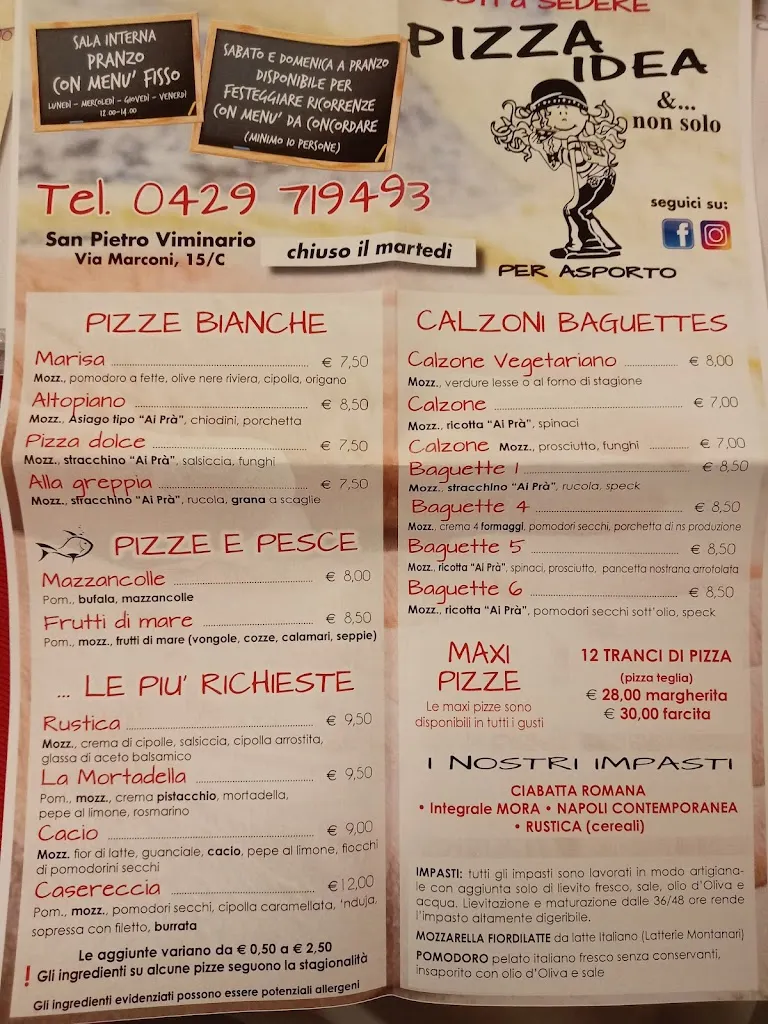 SALA INTERNA
PRANZO
CON MENU' FISSO
LUNEDÌ - MERCOLEDÌ - GIOVEDÌ - VENERDÌ
12.00-14.00
SABATO E DOMENICA A PRANZO
DISPONIBILE PER
FESTEGGIARE RICORRENZE
CON MENU' DA CONCORDARE
(MINIMO 10 PERSONE)
a SEDERE
PIZZA
IDEA
&...
non solo
Tel. 0429 719493
seguici su:
San Pietro Viminario
Via Marconi, 15/C
chiuso il martedì
PER ASPORTO
PIZZE BIANCHE
Marisa € 7,50
Mozz., pomodoro a fette, olive nere riviera, cipolla, origano
Altopiano € 8,50
Mozz., Asiago tipo "Ai Prà", chiodini, porchetta
Pizza dolce € 7,50
Mozz., stracchino "Ai Prà", salsiccia, funghi
Alla greppia € 7,50
Mozz., stracchino "Ai Prà", rucola, grana a scaglie
PIZZE E PESCE
Mazzancolle € 8,00
Pom., bufala, mazzancolle
Frutti di mare € 8,50
Pom., mozz., frutti di mare (vongole, cozze, calamari, seppie)
... LE PIU' RICHIESTE
Rustica € 9,50
Mozz., crema di cipolle, salsiccia, cipolla arrostita,
glassa di aceto balsamico
La Mortadella € 9,50
Pom., mozz., crema pistacchio, mortadella,
pepe al limone, rosmarino
Cacio € 9,00
Mozz. fior di latte, guanciale, cacio, pepe al limone, fiocchi
di pomodorini secchi
Casereccia €12,00
Pom., mozz., pomodori secchi, cipolla caramellata, 'nduja,
sopressa con filetto, burrata
Le aggiunte variano da € 0,50 a € 2,50
! Gli ingredienti su alcune pizze seguono la stagionalità
Gli ingredienti evidenziati possono essere potenziali allergeni
CALZONI BAGUETTES
Calzone Vegetariano € 8,00
Mozz., verdure lesse o al forno di stagione
Calzone € 7,00
Mozz., ricotta "Ai Prà", spinaci
Calzone Mozz., prosciutto, funghi € 7,00
Baguette 1 € 8,50
Mozz., stracchino "Ai Prà", rucola, speck
Baguette 4 € 8,50
Mozz., crema 4 formaggi, pomodori secchi, porchetta di ns produzione
Baguette 5 € 8,50
Mozz., ricotta "Ai Prà", spinaci, prosciutto, pancetta nostrana arrotolata
Baguette 6 € 8,50
Mozz., ricotta "Ai Prà", pomodori secchi sott'olio, speck
MAXI
PIZZE
Le maxi pizze sono
disponibili in tutti i gusti
12 TRANCI DI PIZZA
(pizza teglia)
€ 28,00 margherita
€ 30,00 farcita
I NOSTRI IMPASTI
CIABATTA ROMANA
• Integrale MORA • NAPOLI CONTEMPORANEA
• RUSTICA (cereali)
IMPASTI: tutti gli impasti sono lavorati in modo artigiana-
le con aggiunta solo di lievito fresco, sale, olio d'Oliva e
acqua. Lievitazione e maturazione dalle 36/48 ore rende
l'impasto altamente digeribile.
MOZZARELLA FIORDILATTE da latte Italiano (Latterie Montanari)
POMODORO pelato italiano fresco senza conservanti,
insaporito con olio d'Oliva e sale